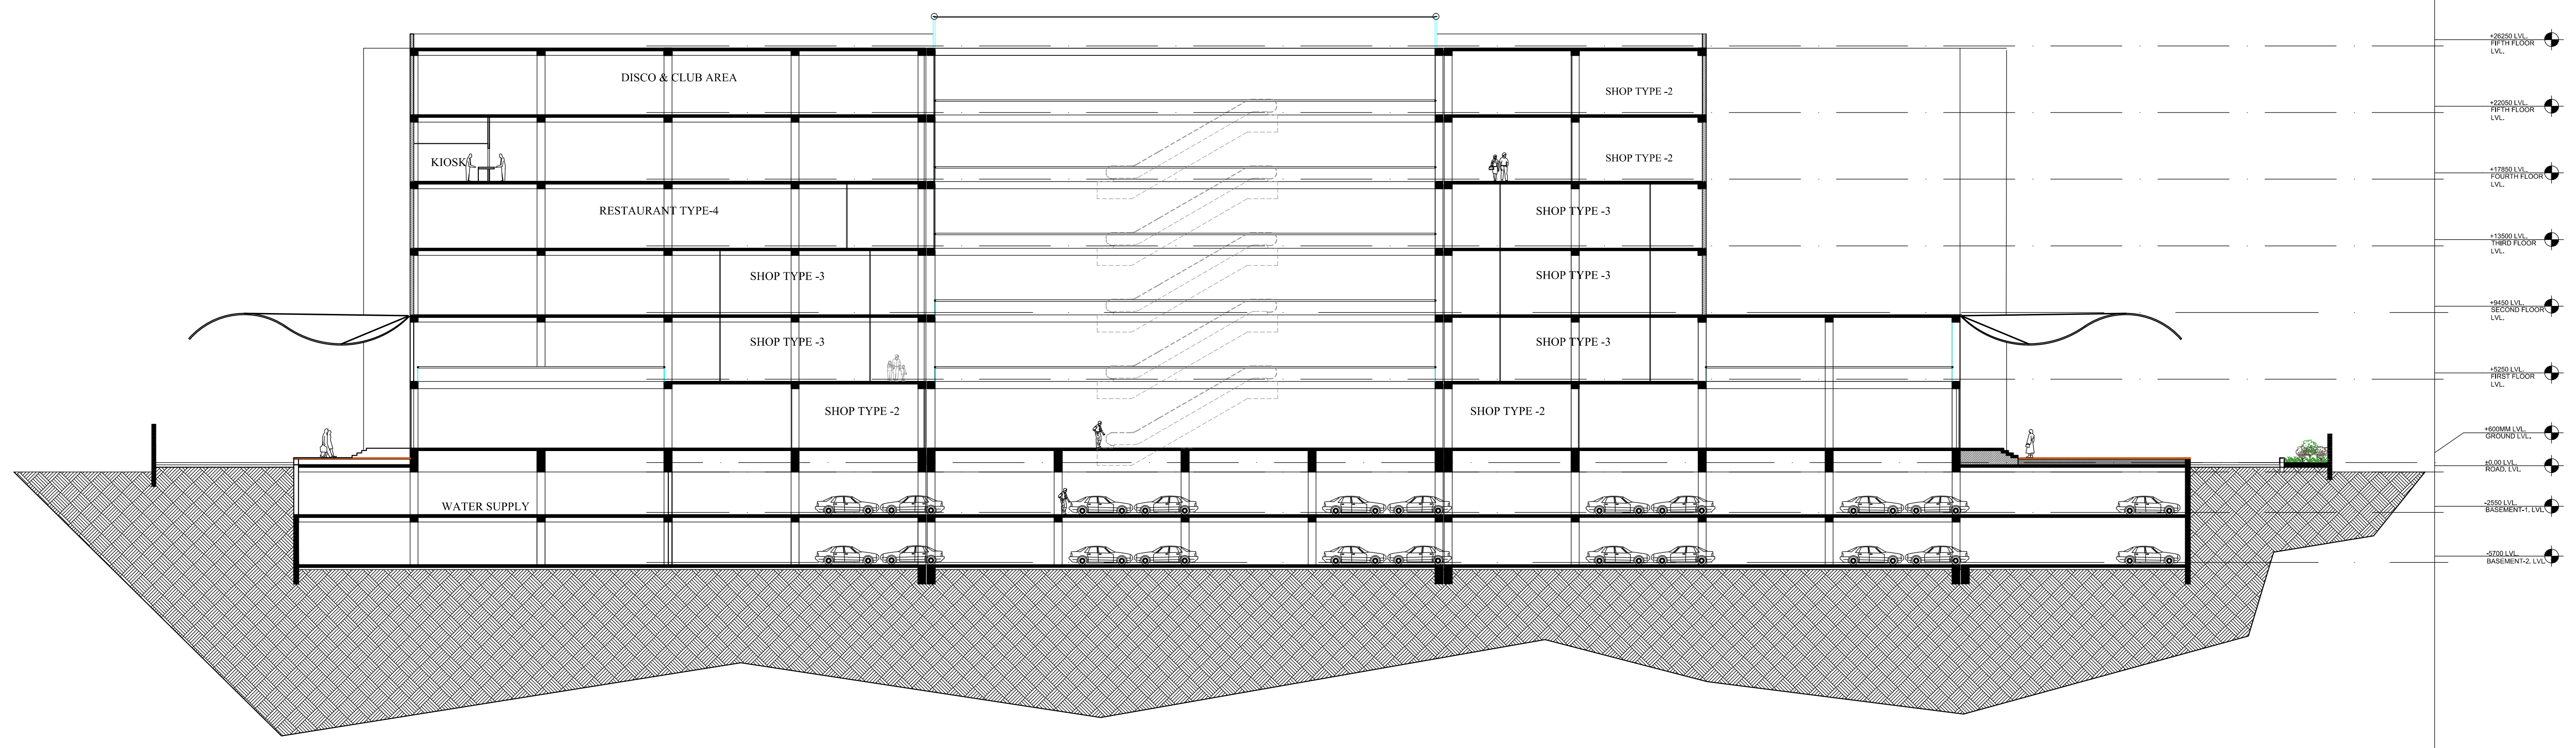 +26250 LVL.
FIFTH FLOOR
LVL.
DISCO & CLUB AREA
SHOP TYPE -2
+22050 LVL.
FIFTH FLOOR
LVL.
KIOSK
SHOP TYPE -2
+17850 LVL.
FOURTH FLOOR
LVL.
RESTAURANT TYPE-4
SHOP TYPE -3
+13500 LVL.
THIRD FLOOR
LVL.
SHOP TYPE -3
SHOP TYPE -3
+9450 LVL.
SECOND FLOOR
LVL.
SHOP TYPE -3
SHOP TYPE -3
+5250 LVL.
FIRST FLOOR
LVL.
SHOP TYPE -2
SHOP TYPE -2
+600MM LVL.
GROUND LVL.
±0.00 LVL.
ROAD. LVL.
WATER SUPPLY
-2550 LVL.
BASEMENT-1. LVL
-5700 LVL.
BASEMENT-2. LVL